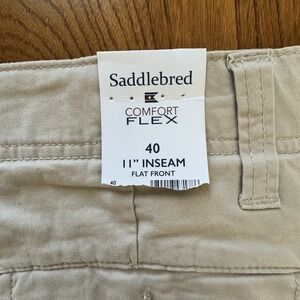 Saddlebred
COMFORT
FLEX
40
11" INSEAM
FLAT FRONT
40